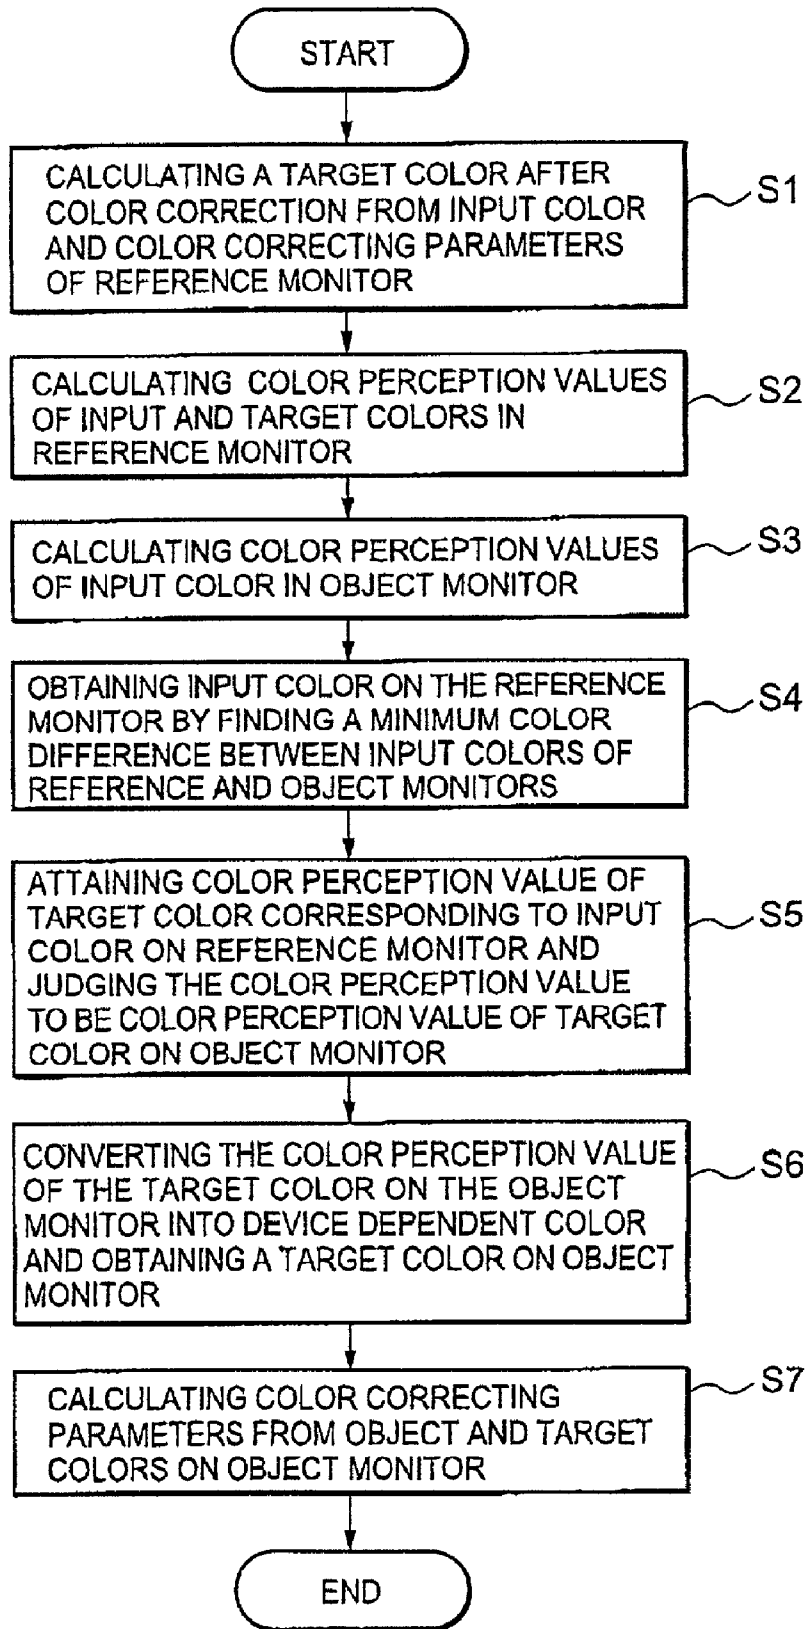 START
CALCULATING A TARGET COLOR AFTER
COLOR CORRECTION FROM INPUT COLOR
AND COLOR CORRECTING PARAMETERS
OF REFERENCE MONITOR
S1
CALCULATING COLOR PERCEPTION VALUES
OF INPUT AND TARGET COLORS IN
REFERENCE MONITOR
S2
CALCULATING COLOR PERCEPTION VALUES
OF INPUT COLOR IN OBJECT MONITOR
S3
OBTAINING INPUT COLOR ON THE REFERENCE
MONITOR BY FINDING A MINIMUM COLOR
DIFFERENCE BETWEEN INPUT COLORS OF
REFERENCE AND OBJECT MONITORS
S4
ATTAINING COLOR PERCEPTION VALUE OF
TARGET COLOR CORRESPONDING TO INPUT
COLOR ON REFERENCE MONITOR AND
JUDGING THE COLOR PERCEPTION VALUE
TO BE COLOR PERCEPTION VALUE OF TARGET
COLOR ON OBJECT MONITOR
S5
CONVERTING THE COLOR PERCEPTION VALUE
OF THE TARGET COLOR ON THE OBJECT
MONITOR INTO DEVICE DEPENDENT COLOR
AND OBTAINING A TARGET COLOR ON OBJECT
MONITOR
S6
CALCULATING COLOR CORRECTING
PARAMETERS FROM OBJECT AND TARGET
COLORS ON OBJECT MONITOR
S7
END